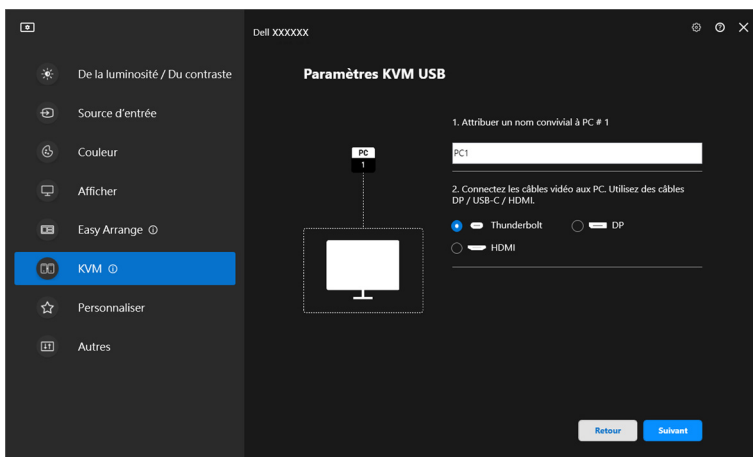 Dell XXXXXX
De la luminosité / Du contraste
Source d'entrée
Couleur
Afficher
Easy Arrange
KVM
Personnaliser
Autres
Paramètres KVM USB
PC
1
1. Attribuer un nom convivial à PC # 1
PC1
2. Connectez les câbles vidéo aux PC. Utilisez des câbles
DP / USB-C / HDMI.
Thunderbolt
DP
HDMI
Retour
Suivant